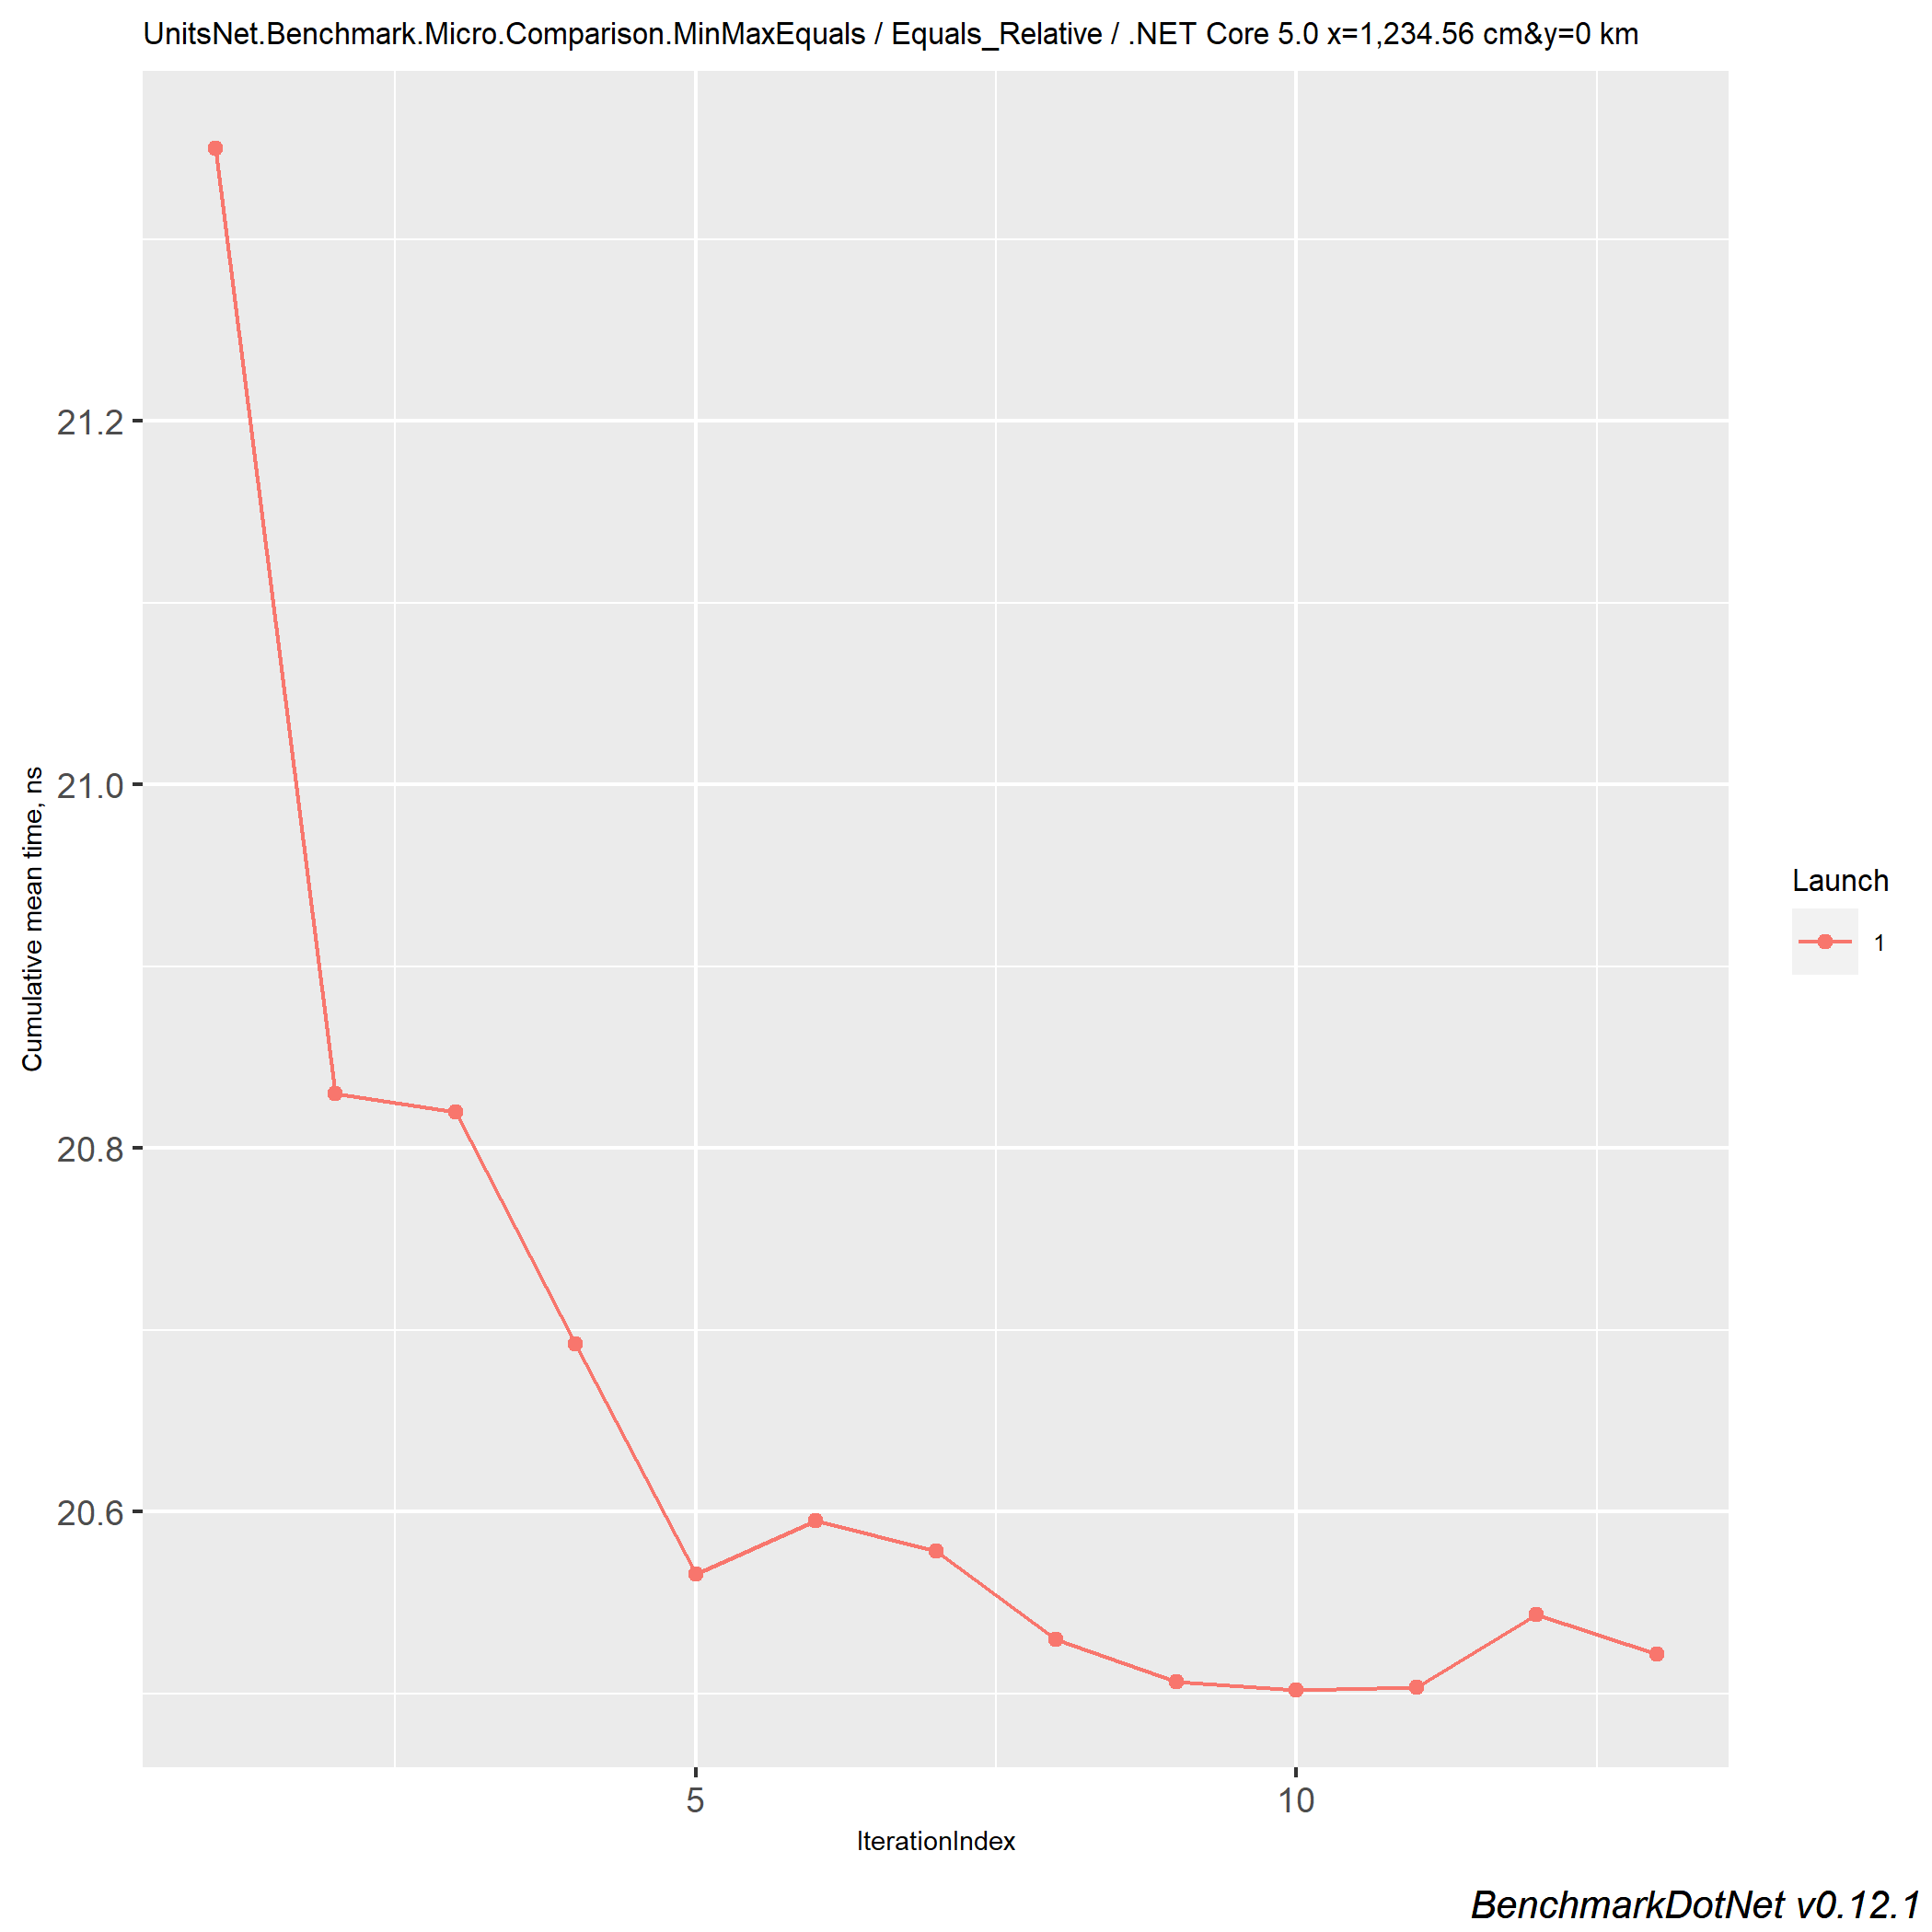 UnitsNet.Benchmark.Micro.Comparison.MinMaxEquals / Equals_Relative / .NET Core 5.0 x=1,234.56 cm&y=0 km
Cumulative mean time, ns
21.2
21.0
20.8
20.6
5
10
IterationIndex
Launch
1
BenchmarkDotNet v0.12.1